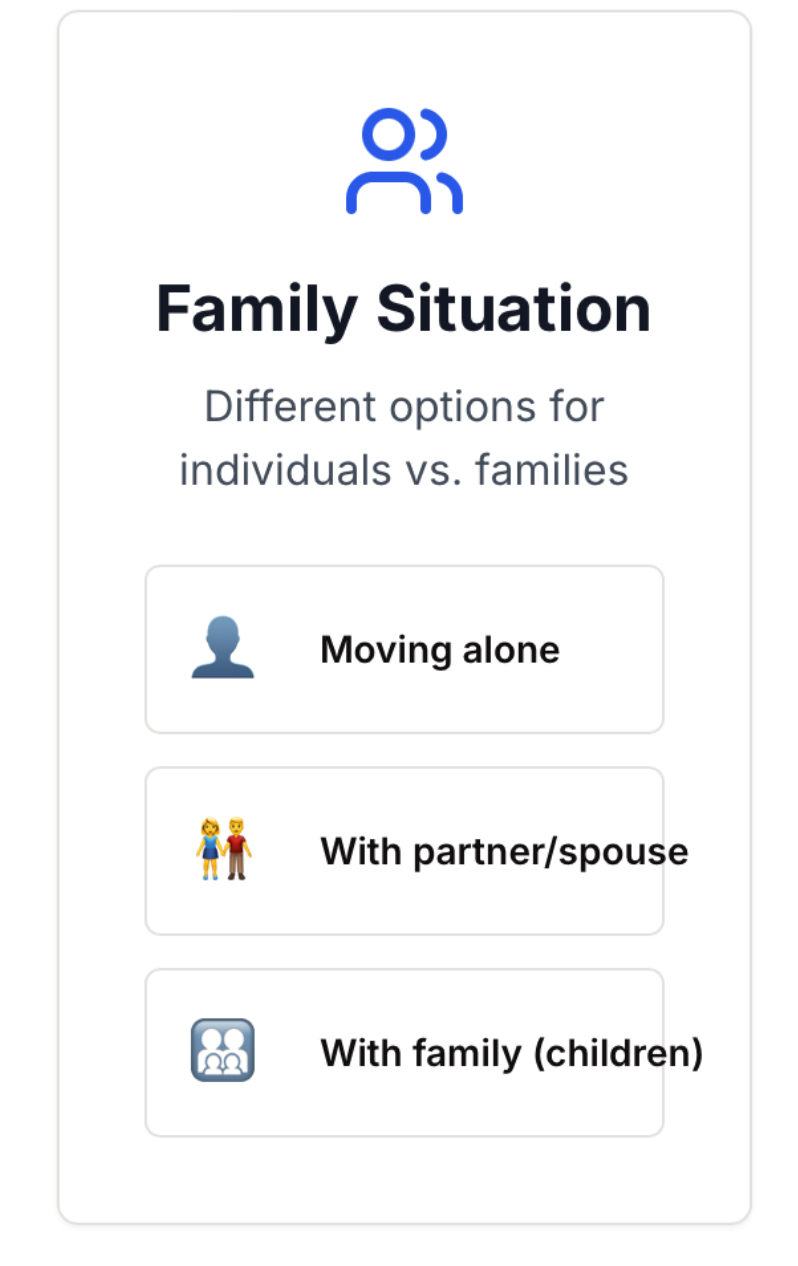 Family Situation
Different options for
individuals vs. families
Moving alone
With partner/spouse
With family (children)